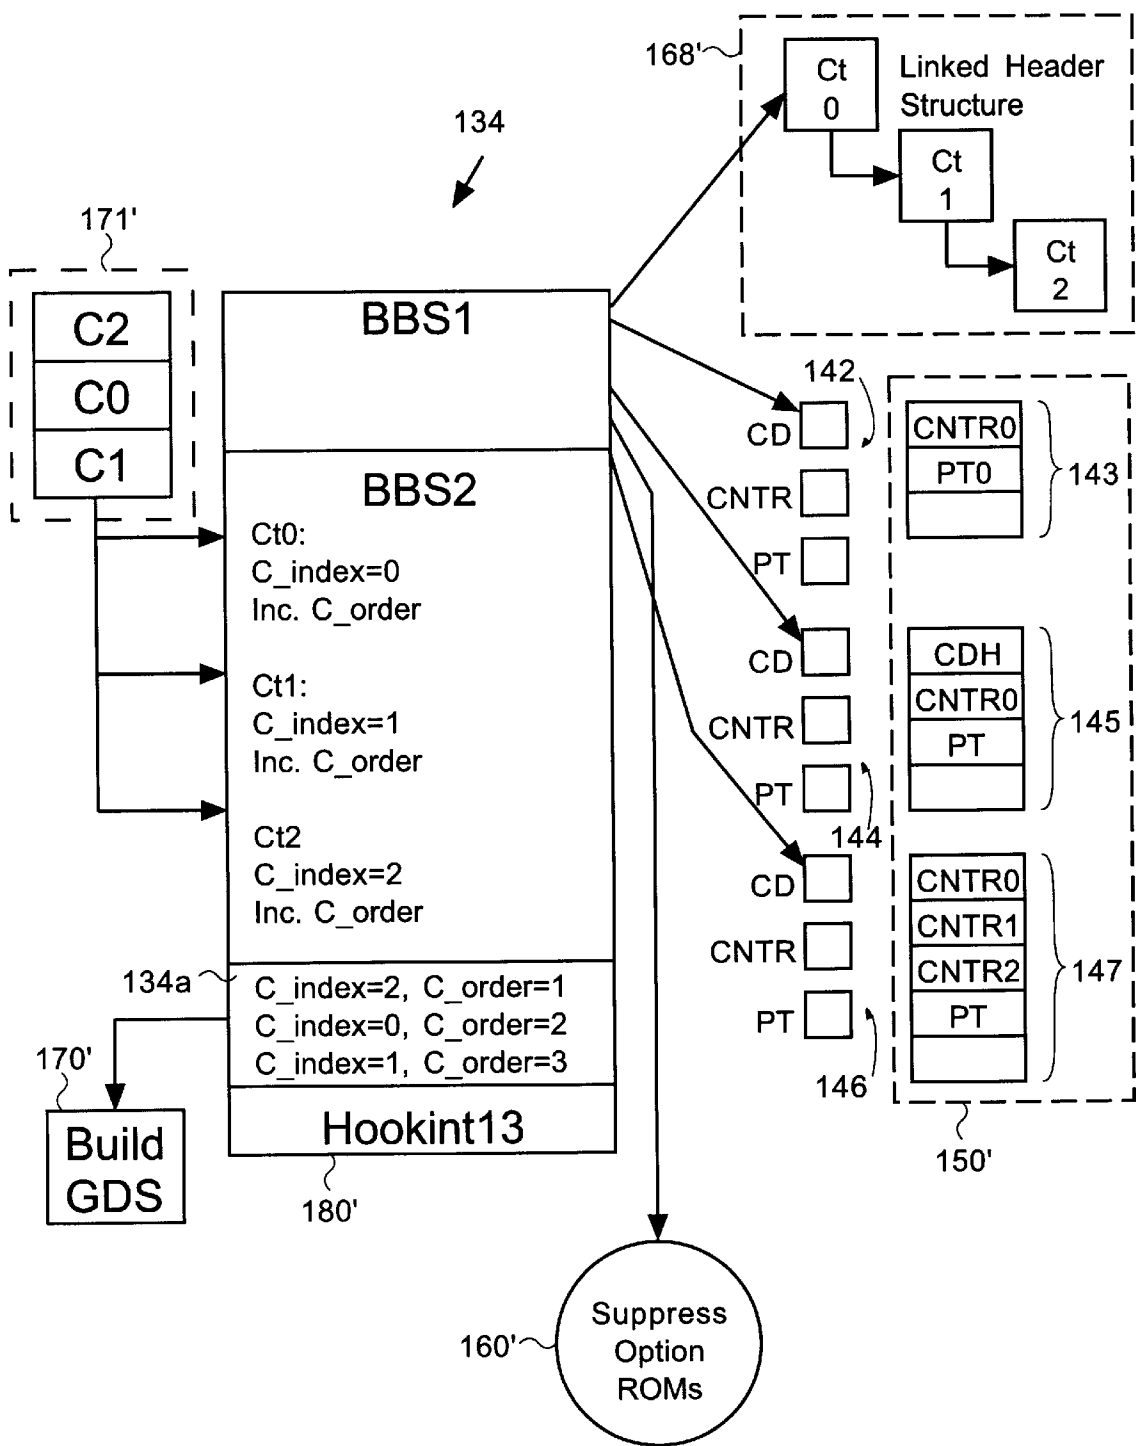 168'
Ct
0
Linked Header
Structure
Ct
1
Ct
2
134
171'
C2
C0
C1
BBS1
BBS2
Ct0:
C_index=0
Inc. C_order
Ct1:
C_index=1
Inc. C_order
Ct2
C_index=2
Inc. C_order
134a
C_index=2, C_order=1
C_index=0, C_order=2
C_index=1, C_order=3
Hookint13
180'
170'
Build
GDS
160'
Suppress
Option
ROMs
142
CD
CNTR
PT
CD
CNTR
PT
144
CD
CNTR
PT
146
CNTR0
PT0
143
CDH
CNTR0
PT
145
CNTR0
CNTR1
CNTR2
PT
147
150'